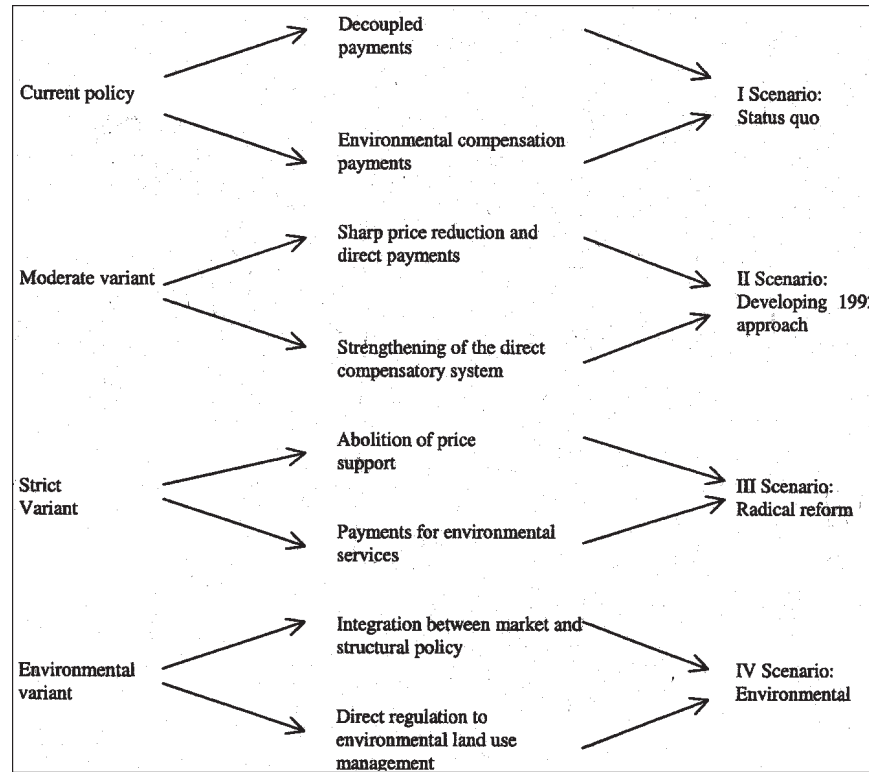 Current policy
Decoupled
payments
Environmental compensation
payments
I Scenario:
Status quo
Moderate variant
Sharp price reduction and
direct payments
Strengthening of the direct
compensatory system
II Scenario:
Developing
approach
Strict
Variant
Abolition of price
support
Payments for environmental
services
III Scenario:
Radical reform
Environmental
variant
Integration between market and
structural policy
Direct regulation to
environmental land use
management
IV Scenario:
Environmental